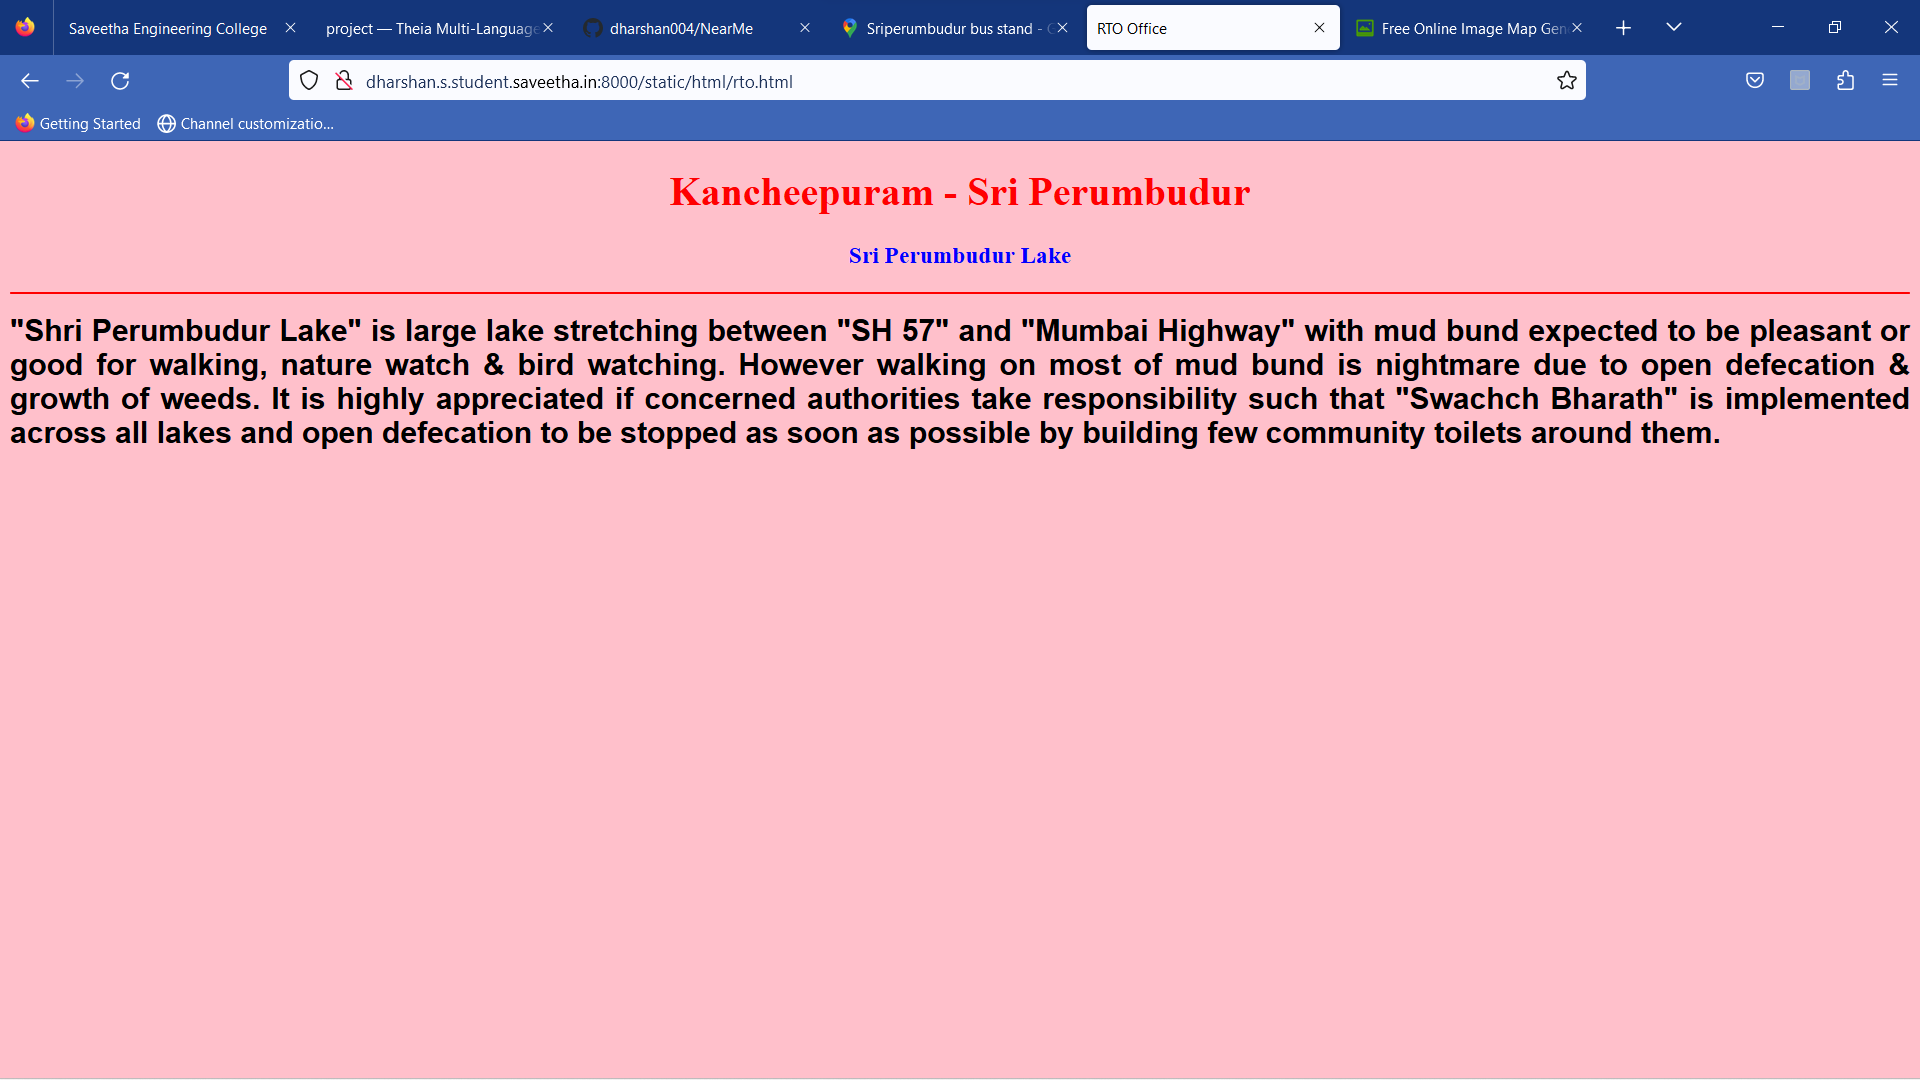 Saveetha Engineering College
project — Theia Multi-Language
dharshan004/NearMe
Sriperumbudur bus stand -
RTO Office
Free Online Image Map Gen
dharshan.s.student.saveetha.in:8000/static/html/rto.html
Getting Started
Channel customizatio...
Kancheepuram - Sri Perumbudur
Sri Perumbudur Lake
"Shri Perumbudur Lake" is large lake stretching between "SH 57" and "Mumbai Highway" with mud bund expected to be pleasant or
good for walking, nature watch & bird watching. However walking on most of mud bund is nightmare due to open defecation &
growth of weeds. It is highly appreciated if concerned authorities take responsibility such that "Swachch Bharath" is implemented
across all lakes and open defecation to be stopped as soon as possible by building few community toilets around them.